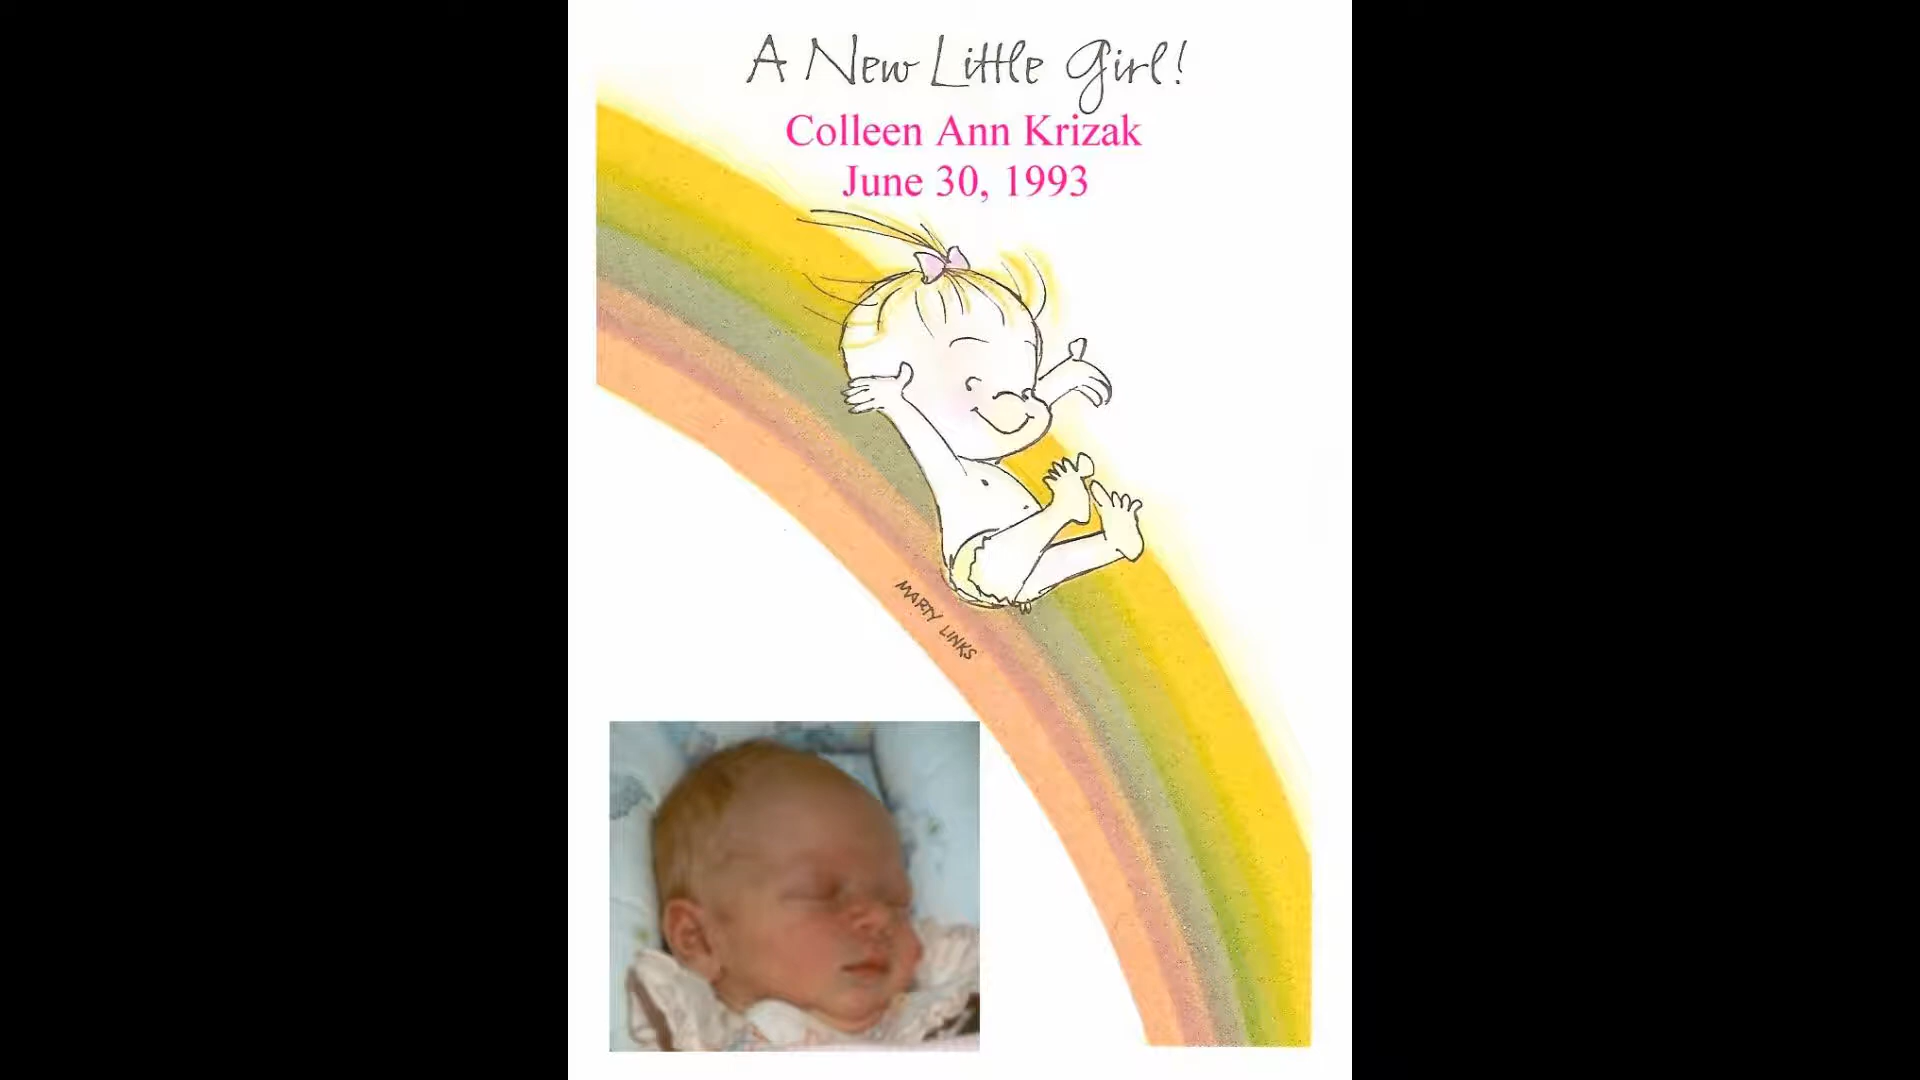 A New Little Girl!
Colleen Ann Krizak
June 30, 1993
MARTY LINKS